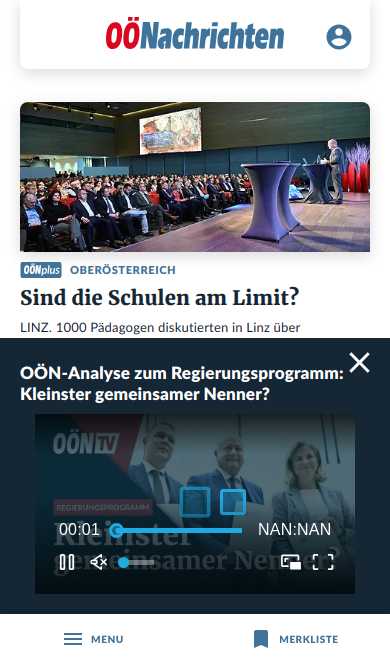 OÖNachrichten
OÖNplus OBERÖSTERREICH
Sind die Schulen am Limit?
LINZ. 1000 Pädagogen diskutierten in Linz über
OÖN-Analyse zum Regierungsprogramm:
Kleinster gemeinsamer Nenner?
OÖN TV
REGIERUNGSPROGRAMM
Kleinster
00:01 NAN:NAN
gemeinsamer Nenner?
MENU MERKLISTE